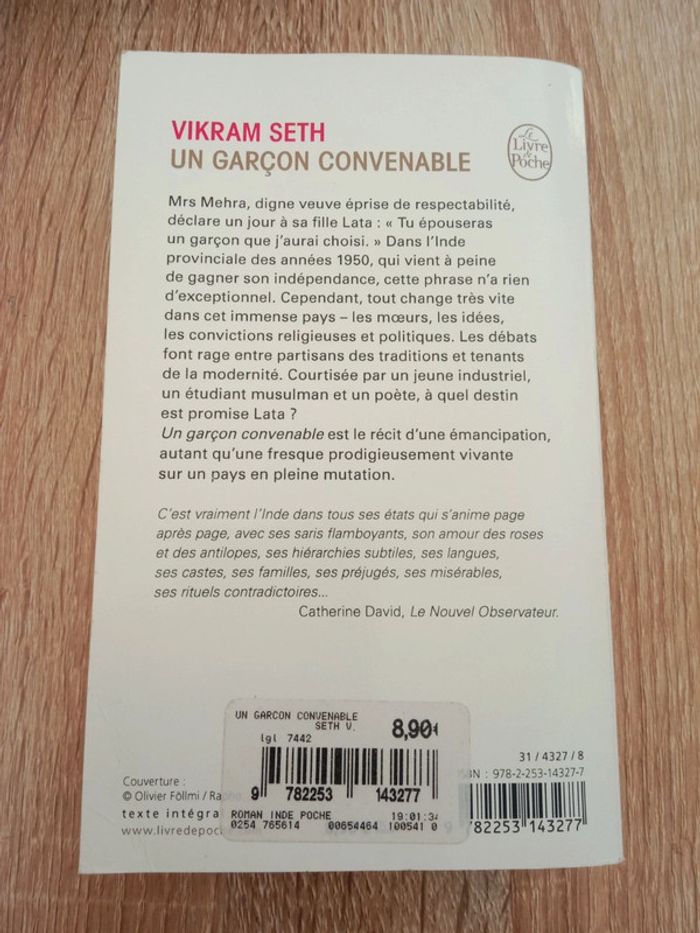 VIKRAM SETH
UN GARÇON CONVENABLE
Le
Livre
de
Poche
Mrs Mehra, digne veuve éprise de respectabilité,
déclare un jour à sa fille Lata : « Tu épouseras
un garçon que j'aurai choisi. » Dans l'Inde
provinciale des années 1950, qui vient à peine
de gagner son indépendance, cette phrase n'a rien
d'exceptionnel. Cependant, tout change très vite
dans cet immense pays – les mœurs, les idées,
les convictions religieuses et politiques. Les débats
font rage entre partisans des traditions et tenants
de la modernité. Courtisée par un jeune industriel,
un étudiant musulman et un poète, à quel destin
est promise Lata ?
Un garçon convenable est le récit d'une émancipation,
autant qu'une fresque prodigieusement vivante
sur un pays en pleine mutation.
C'est vraiment l'Inde dans tous ses états qui s'anime page
après page, avec ses saris flamboyants, son amour des roses
et des antilopes, ses hiérarchies subtiles, ses langues,
ses castes, ses familles, ses préjugés, ses misérables,
ses rituels contradictoires...
Catherine David, Le Nouvel Observateur.
UN GARCON CONVENABLE
SETH V.
8,90€
lgl 7442
9 782253 143277
ROMAN INDE POCHE 19:01:34
0254 765614 00654464 100541 0
Couverture :
© Olivier Föllmi /
texte
31 / 4327 / 8
ISBN : 978-2-253-14327-7
782253 143277